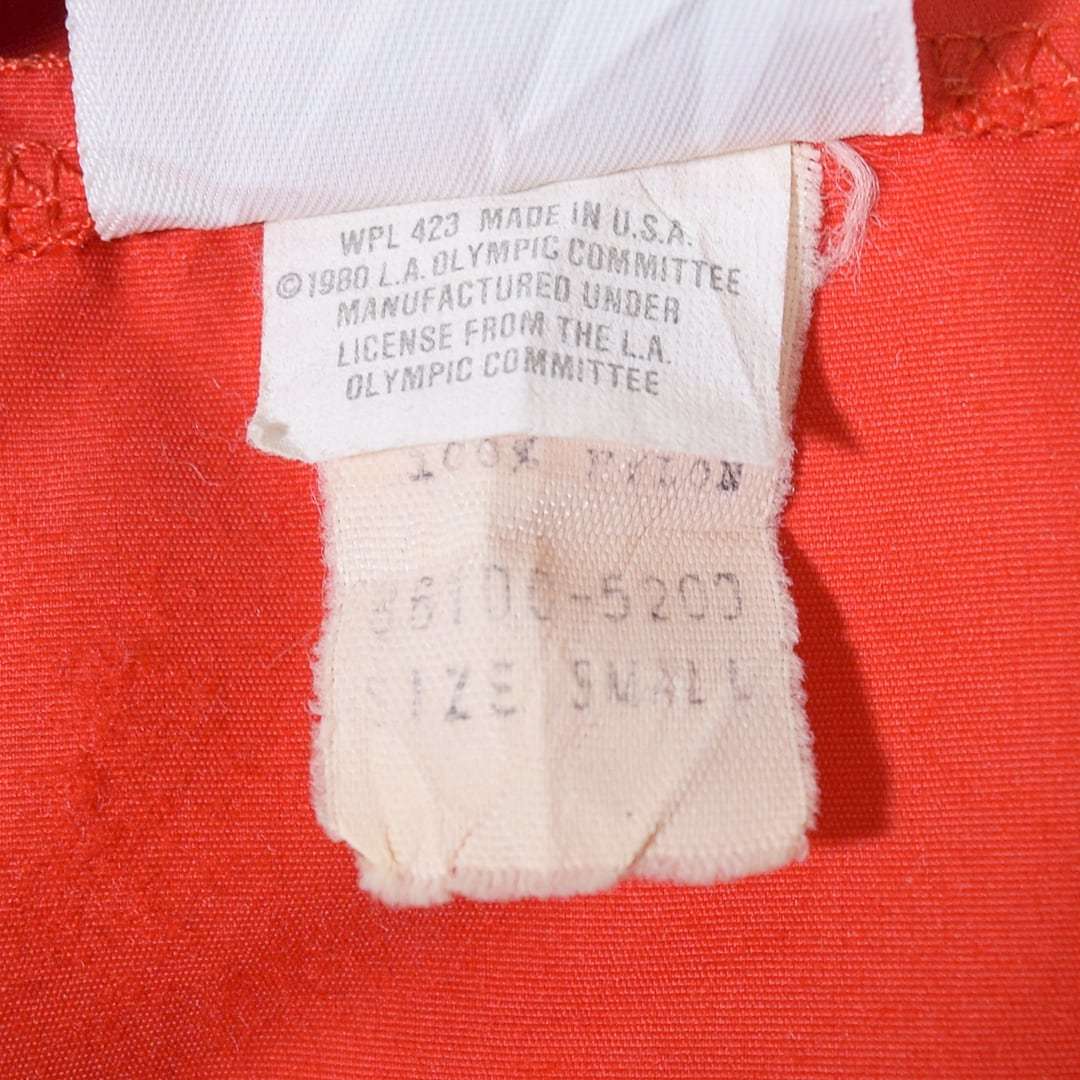 WPL 423 MADE IN U.S.A.
©1980 L.A. OLYMPIC COMMITTEE
MANUFACTURED UNDER
LICENSE FROM THE L.A.
OLYMPIC COMMITTEE
100% NYLON
SIZE SMALL